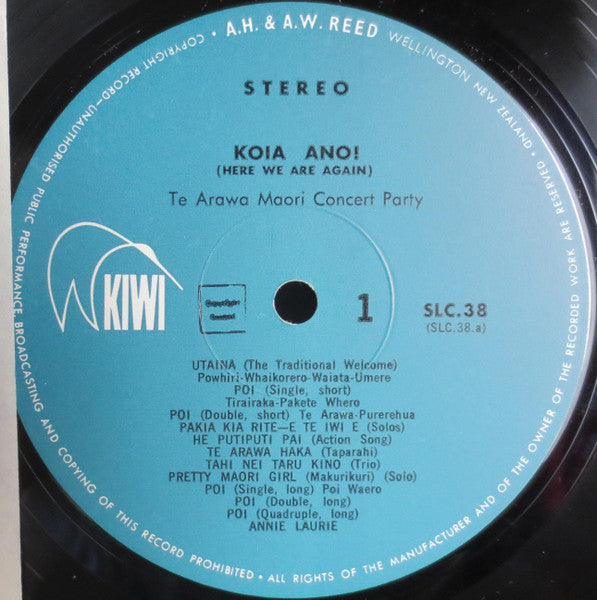 • A.H. & A.W. REED WELLINGTON NEW ZEALAND •
ALL RIGHTS OF THE MANUFACTURER AND OF THE OWNER OF THE RECORDED WORK ARE RESERVED
COPYRIGHT RECORD—UNAUTHORISED PUBLIC PERFORMANCE, BROADCASTING AND COPYING OF THIS RECORD PROHIBITED •
STEREO
KOIA ANO!
(HERE WE ARE AGAIN)
Te Arawa Maori Concert Party
KIWI
1
SLC.38
(SLC.38.a)
UTAINA (The Traditional Welcome)
Powhiri-Whaikorero-Waiata-Umere
POI (Single, short)
Tirairaka-Pakete Whero
POI (Double, short) Te Arawa-Purerehua
PAKIA KIA RITE—E TE IWI E (Solos)
HE PUTIPUTI PAI (Action Song)
TE ARAWA HAKA (Taparahi)
TAHI NEI TARU KINO (Trio)
PRETTY MAORI GIRL (Makurikuri) (Solo)
POI (Single, long) Poi Waero
POI (Double, long)
POI (Quadruple, long)
ANNIE LAURIE